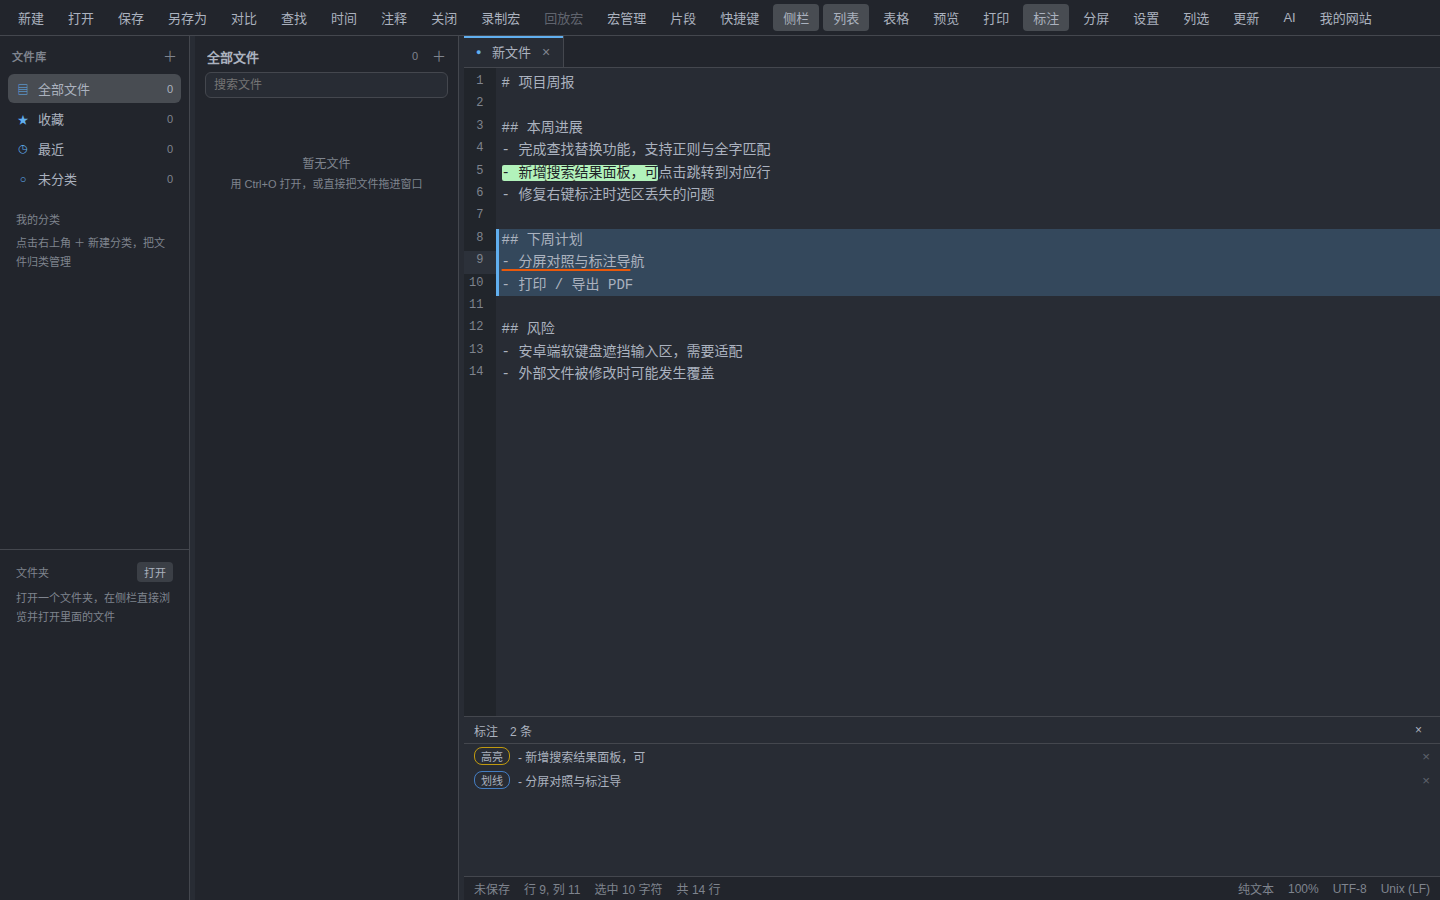 新建 打开 保存 另存为 对比 查找 时间 注释 关闭 录制宏 回放宏 宏管理 片段 快捷键 侧栏 列表 表格 预览 打印 标注 分屏 设置 列选 更新 AI 我的网站
文件库 +
全部文件 0
收藏 0
最近 0
未分类 0
我的分类
点击右上角 + 新建分类，把文
件归类管理
文件夹 打开
打开一个文件夹，在侧栏直接浏
览并打开里面的文件
全部文件 0 +
搜索文件
暂无文件
用 Ctrl+O 打开，或直接把文件拖进窗口
● 新文件 ×
1 # 项目周报
2
3 ## 本周进展
4 - 完成查找替换功能，支持正则与全字匹配
5 - 新增搜索结果面板，可点击跳转到对应行
6 - 修复右键标注时选区丢失的问题
7
8 ## 下周计划
9 - 分屏对照与标注导航
10 - 打印 / 导出 PDF
11
12 ## 风险
13 - 安卓端软键盘遮挡输入区，需要适配
14 - 外部文件被修改时可能发生覆盖
标注 2 条 ×
高亮 - 新增搜索结果面板，可 ×
划线 - 分屏对照与标注导 ×
未保存 行 9, 列 11 选中 10 字符 共 14 行 纯文本 100% UTF-8 Unix (LF)